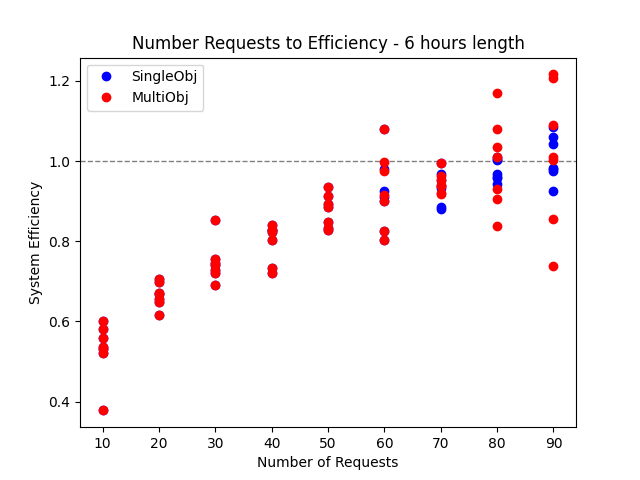 Number Requests to Efficiency - 6 hours length
SingleObj
MultiObj
System Efficiency
1.2
1.0
0.8
0.6
0.4
10 20 30 40 50 60 70 80 90
Number of Requests